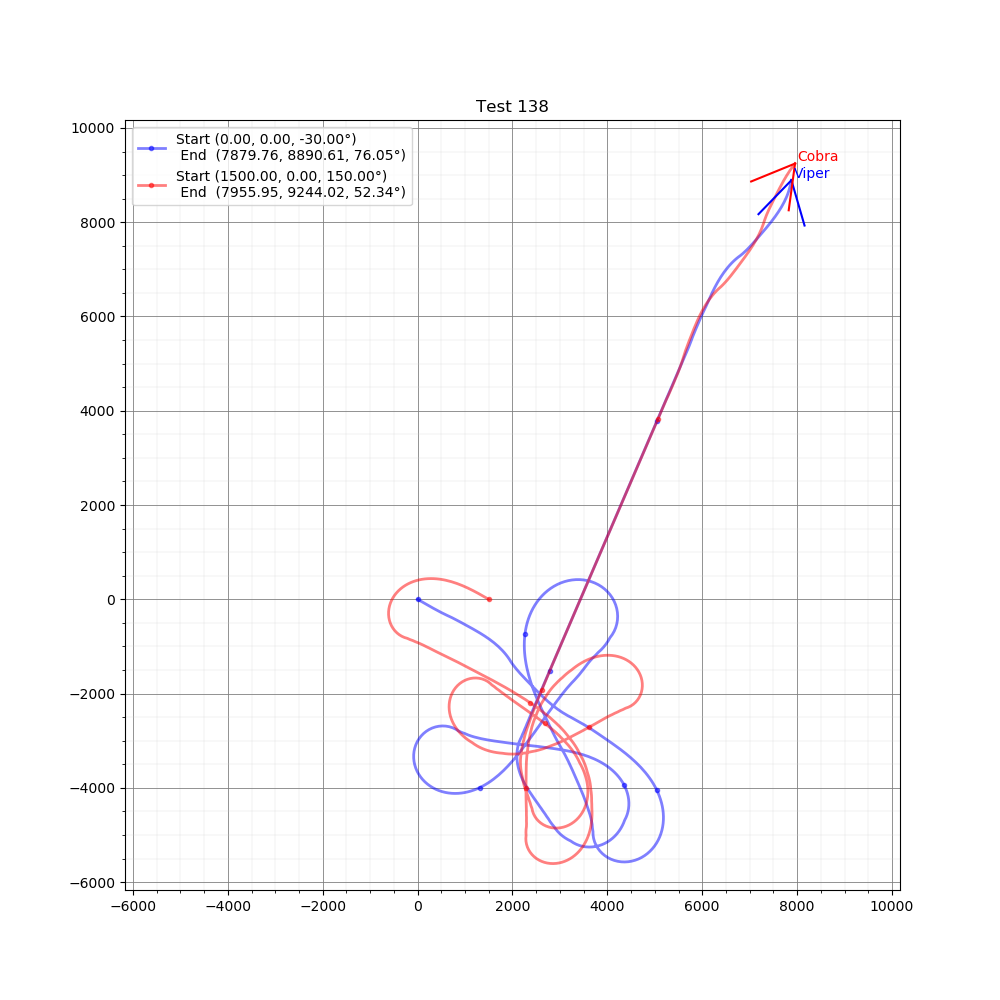 Test 138
Start (0.00, 0.00, -30.00°)
End (7879.76, 8890.61, 76.05°)
Start (1500.00, 0.00, 150.00°)
End (7955.95, 9244.02, 52.34°)
Cobra
Viper
10000
8000
6000
4000
2000
0
−2000
−4000
−6000
−6000 −4000 −2000 0 2000 4000 6000 8000 10000